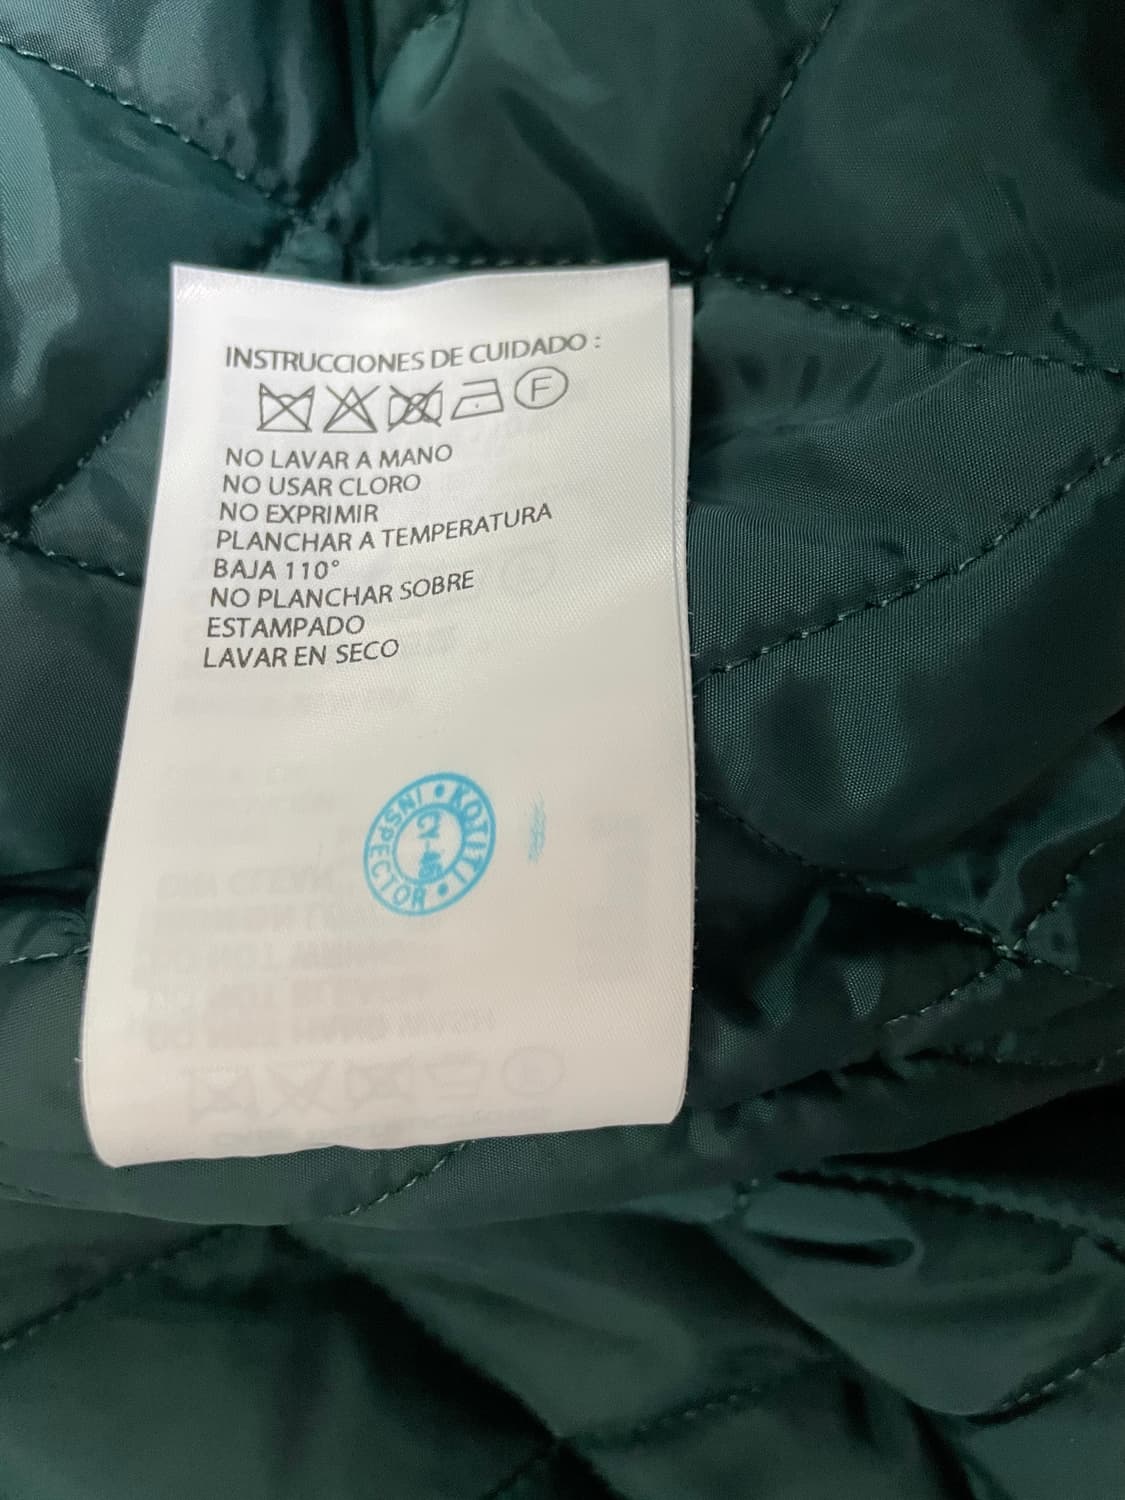 INSTRUCCIONES DE CUIDADO :
F
NO LAVAR A MANO
NO USAR CLORO
NO EXPRIMIR
PLANCHAR A TEMPERATURA
BAJA 110°
NO PLANCHAR SOBRE
ESTAMPADO
LAVAR EN SECO
KOTITI
INSPECTOR